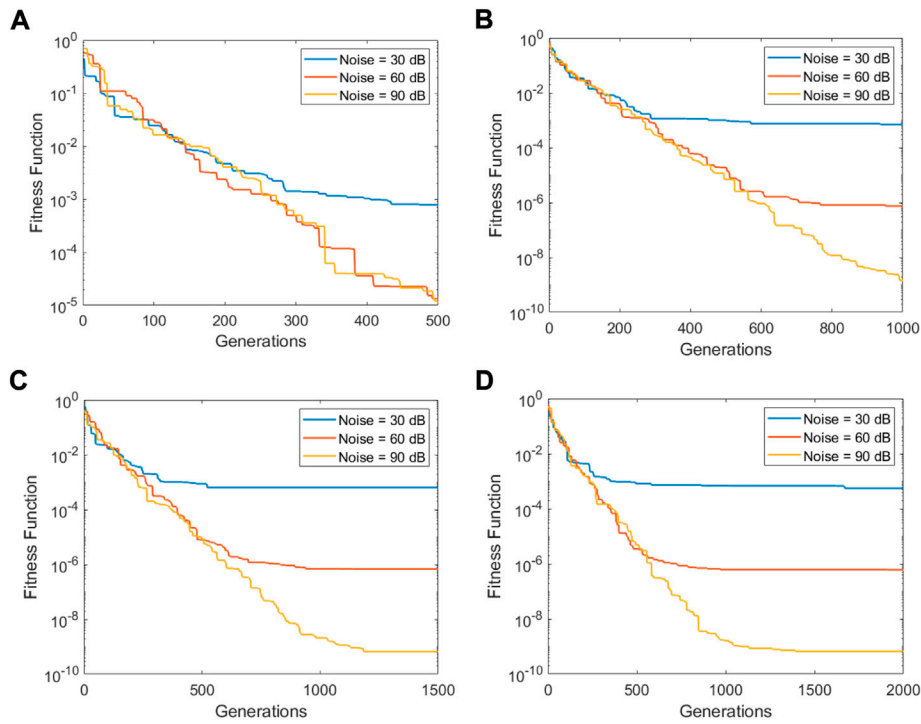 A
10^0
10^-1
10^-2
10^-3
10^-4
10^-5
Fitness Function
0 100 200 300 400 500
Generations
Noise = 30 dB
Noise = 60 dB
Noise = 90 dB
B
10^0
10^-2
10^-4
10^-6
10^-8
10^-10
Fitness Function
0 200 400 600 800 1000
Generations
Noise = 30 dB
Noise = 60 dB
Noise = 90 dB
C
10^0
10^-2
10^-4
10^-6
10^-8
10^-10
Fitness Function
0 500 1000 1500
Generations
Noise = 30 dB
Noise = 60 dB
Noise = 90 dB
D
10^0
10^-2
10^-4
10^-6
10^-8
10^-10
Fitness Function
0 500 1000 1500 2000
Generations
Noise = 30 dB
Noise = 60 dB
Noise = 90 dB